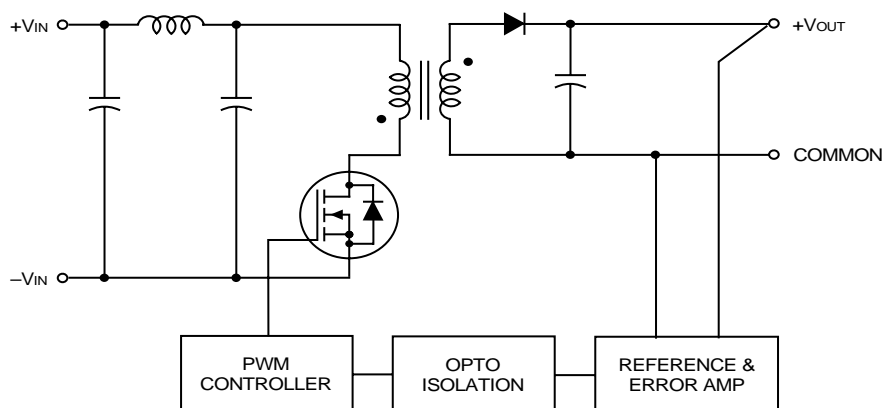 +VIN
+VOUT
COMMON
–VIN
PWM
CONTROLLER
OPTO
ISOLATION
REFERENCE &
ERROR AMP